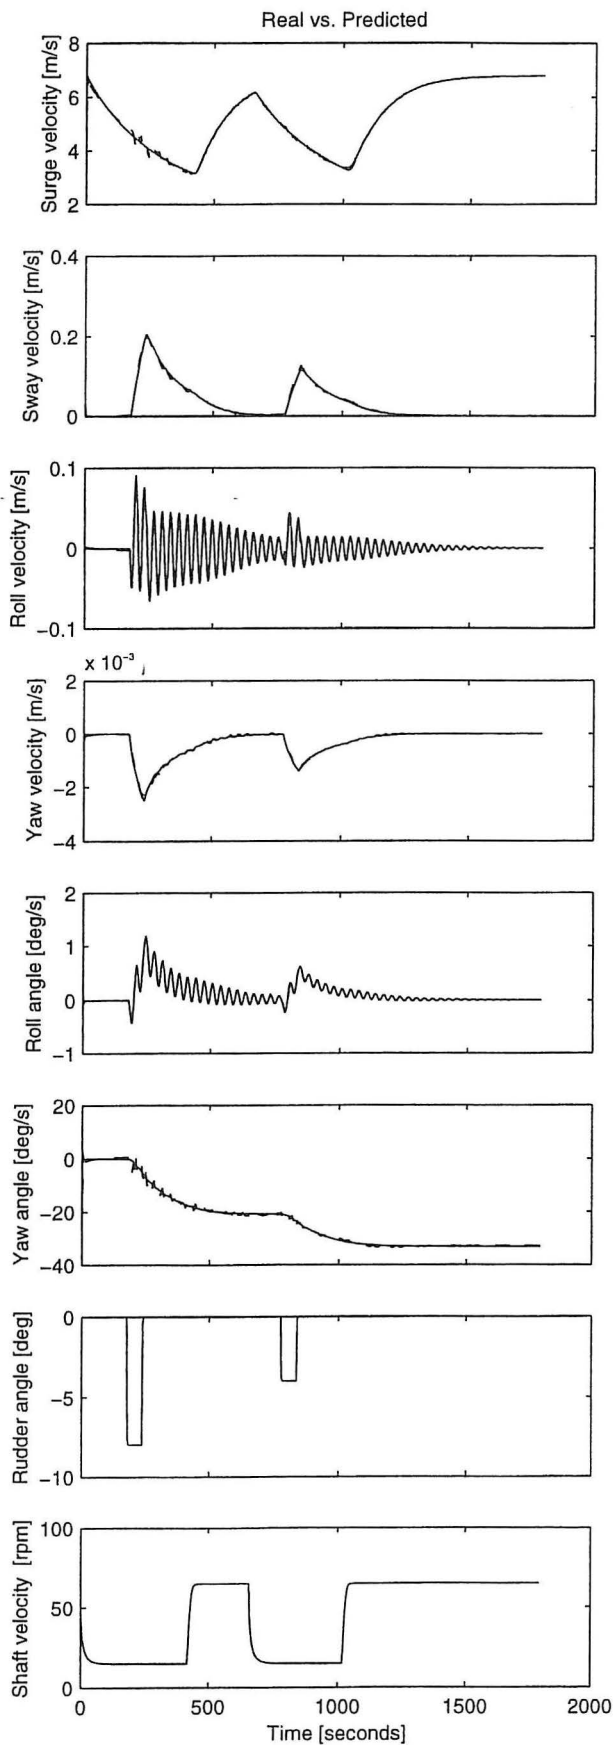 Real vs. Predicted
Surge velocity [m/s]
8
6
4
2
Sway velocity [m/s]
0.4
0.2
0
Roll velocity [m/s]
0.1
0
−0.1
x 10⁻³
Yaw velocity [m/s]
2
0
−2
−4
Roll angle [deg/s]
2
1
0
−1
Yaw angle [deg/s]
20
0
−20
−40
Rudder angle [deg]
0
−5
−10
Shaft velocity [rpm]
100
50
0
0 500 1000 1500 2000
Time [seconds]